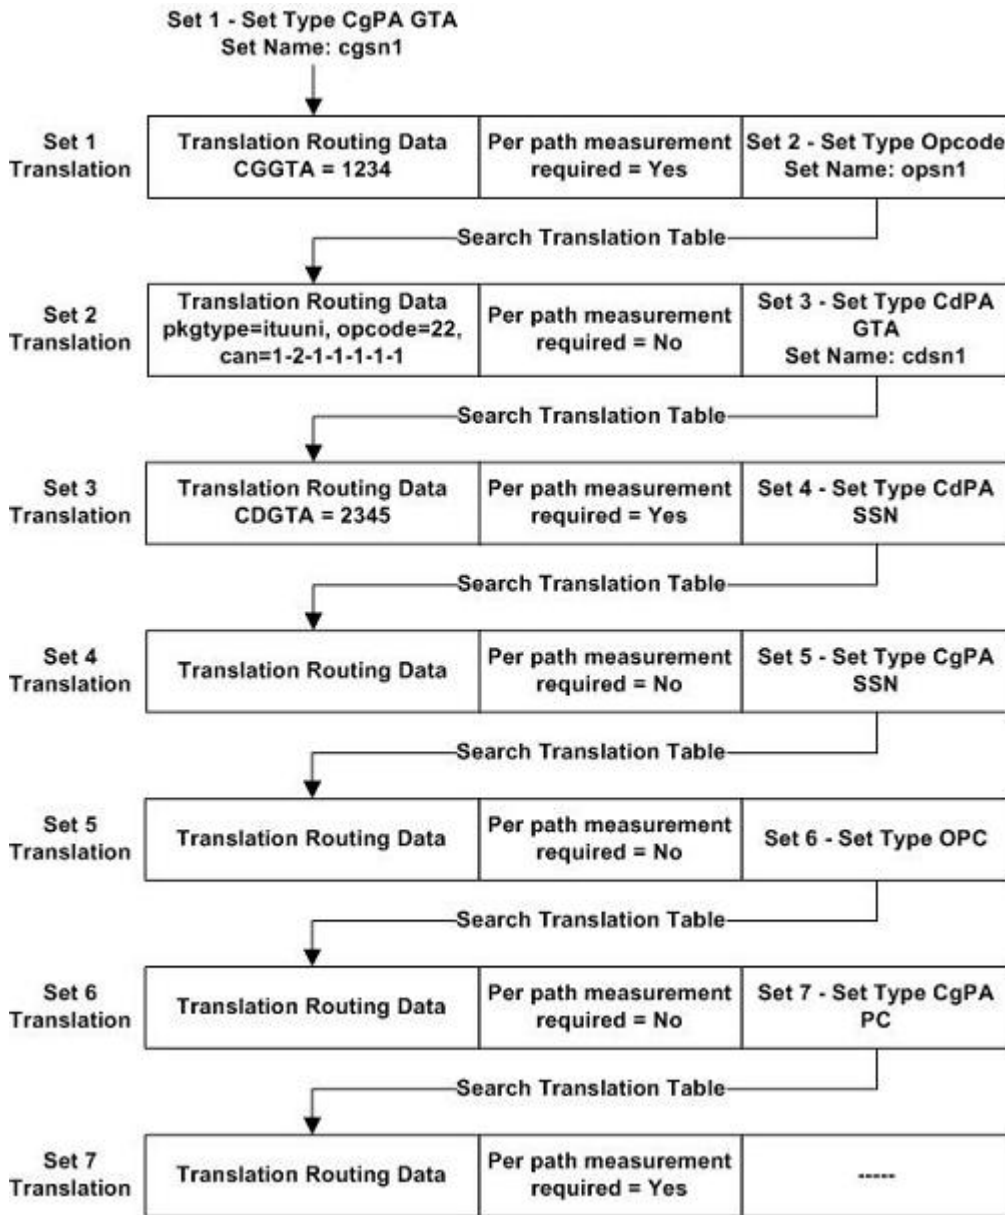 Set 1 - Set Type CgPA GTA
Set Name: cgsn1
Set 1
Translation
Translation Routing Data
CGGTA = 1234
Per path measurement
required = Yes
Set 2 - Set Type Opcode
Set Name: opsn1
Search Translation Table
Set 2
Translation
Translation Routing Data
pkgtype=ituuni, opcode=22,
can=1-2-1-1-1-1-1
Per path measurement
required = No
Set 3 - Set Type CdPA
GTA
Set Name: cdsn1
Search Translation Table
Set 3
Translation
Translation Routing Data
CDGTA = 2345
Per path measurement
required = Yes
Set 4 - Set Type CdPA
SSN
Search Translation Table
Set 4
Translation
Translation Routing Data
Per path measurement
required = No
Set 5 - Set Type CgPA
SSN
Search Translation Table
Set 5
Translation
Translation Routing Data
Per path measurement
required = No
Set 6 - Set Type OPC
Search Translation Table
Set 6
Translation
Translation Routing Data
Per path measurement
required = No
Set 7 - Set Type CgPA
PC
Search Translation Table
Set 7
Translation
Translation Routing Data
Per path measurement
required = Yes
-----